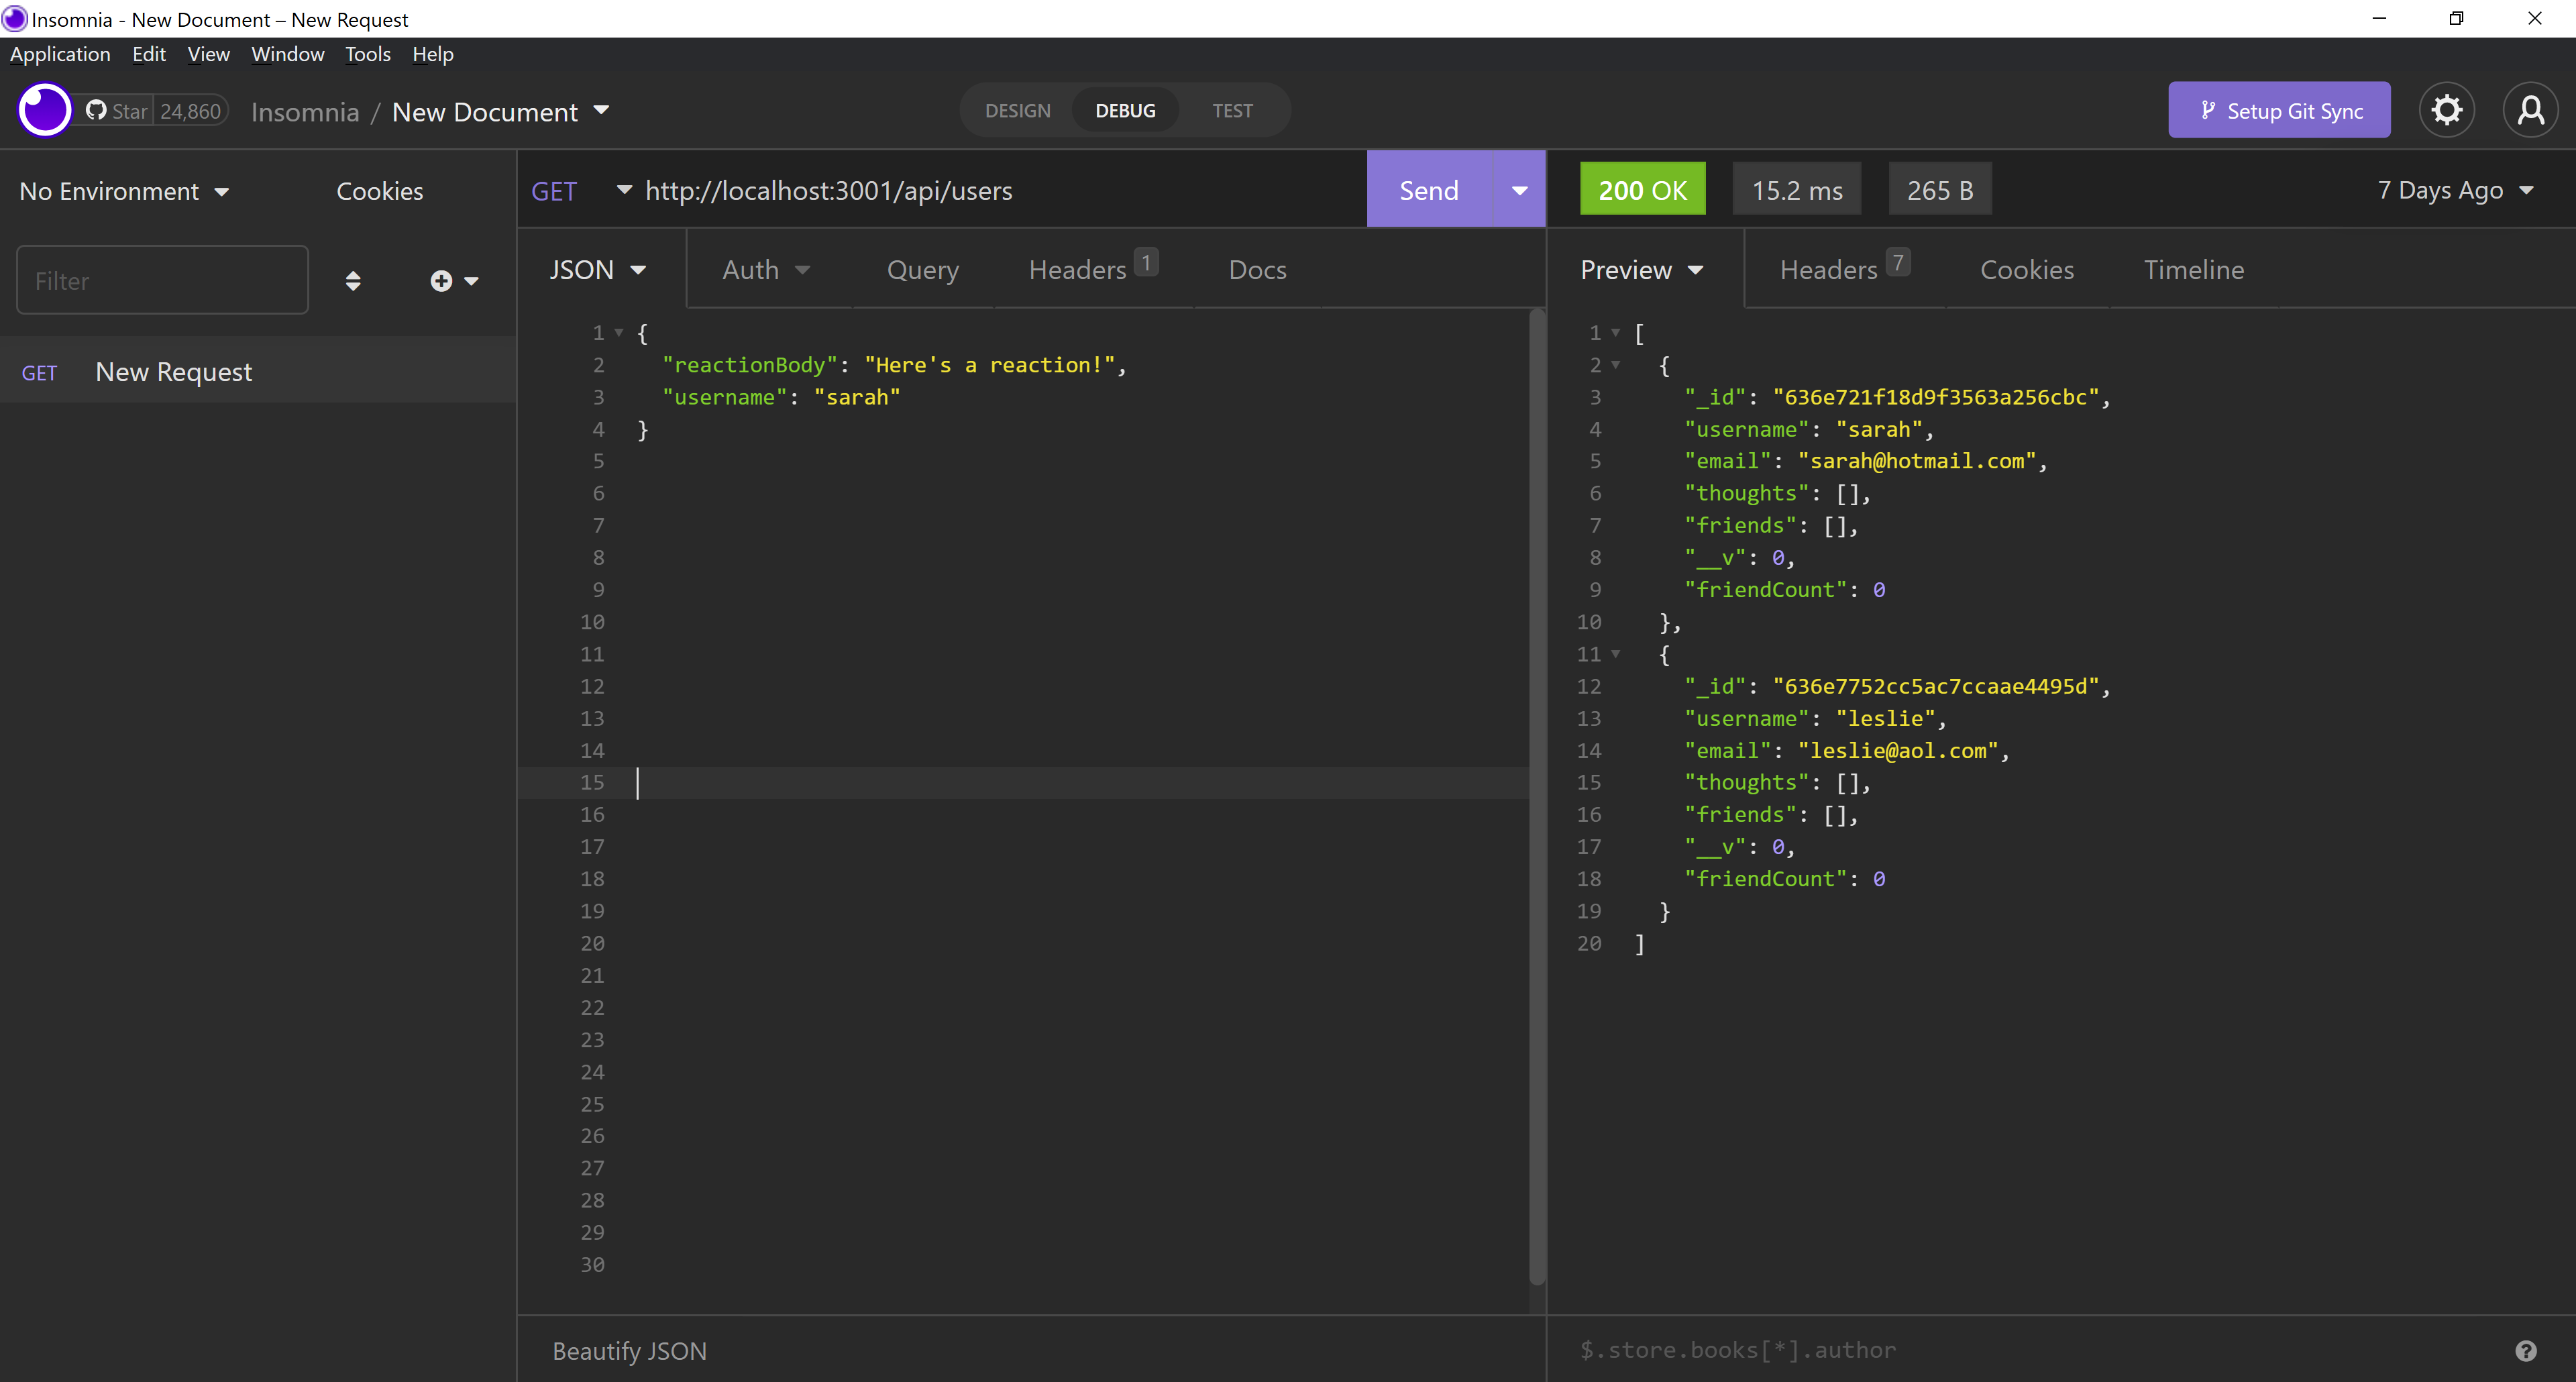 Insomnia - New Document – New Request
Application Edit View Window Tools Help
Star 24,860 Insomnia / New Document
DESIGN DEBUG TEST
Setup Git Sync
No Environment Cookies
GET http://localhost:3001/api/users Send
200 OK 15.2 ms 265 B 7 Days Ago
Filter
GET New Request
JSON Auth Query Headers 1 Docs
1 {
2 "reactionBody": "Here's a reaction!",
3 "username": "sarah"
4 }
5
6
7
8
9
10
11
12
13
14
15
16
17
18
19
20
21
22
23
24
25
26
27
28
29
30
Beautify JSON
Preview Headers 7 Cookies Timeline
1 [
2 {
3 "_id": "636e721f18d9f3563a256cbc",
4 "username": "sarah",
5 "email": "sarah@hotmail.com",
6 "thoughts": [],
7 "friends": [],
8 "__v": 0,
9 "friendCount": 0
10 },
11 {
12 "_id": "636e7752cc5ac7ccaae4495d",
13 "username": "leslie",
14 "email": "leslie@aol.com",
15 "thoughts": [],
16 "friends": [],
17 "__v": 0,
18 "friendCount": 0
19 }
20 ]
$.store.books[*].author ?